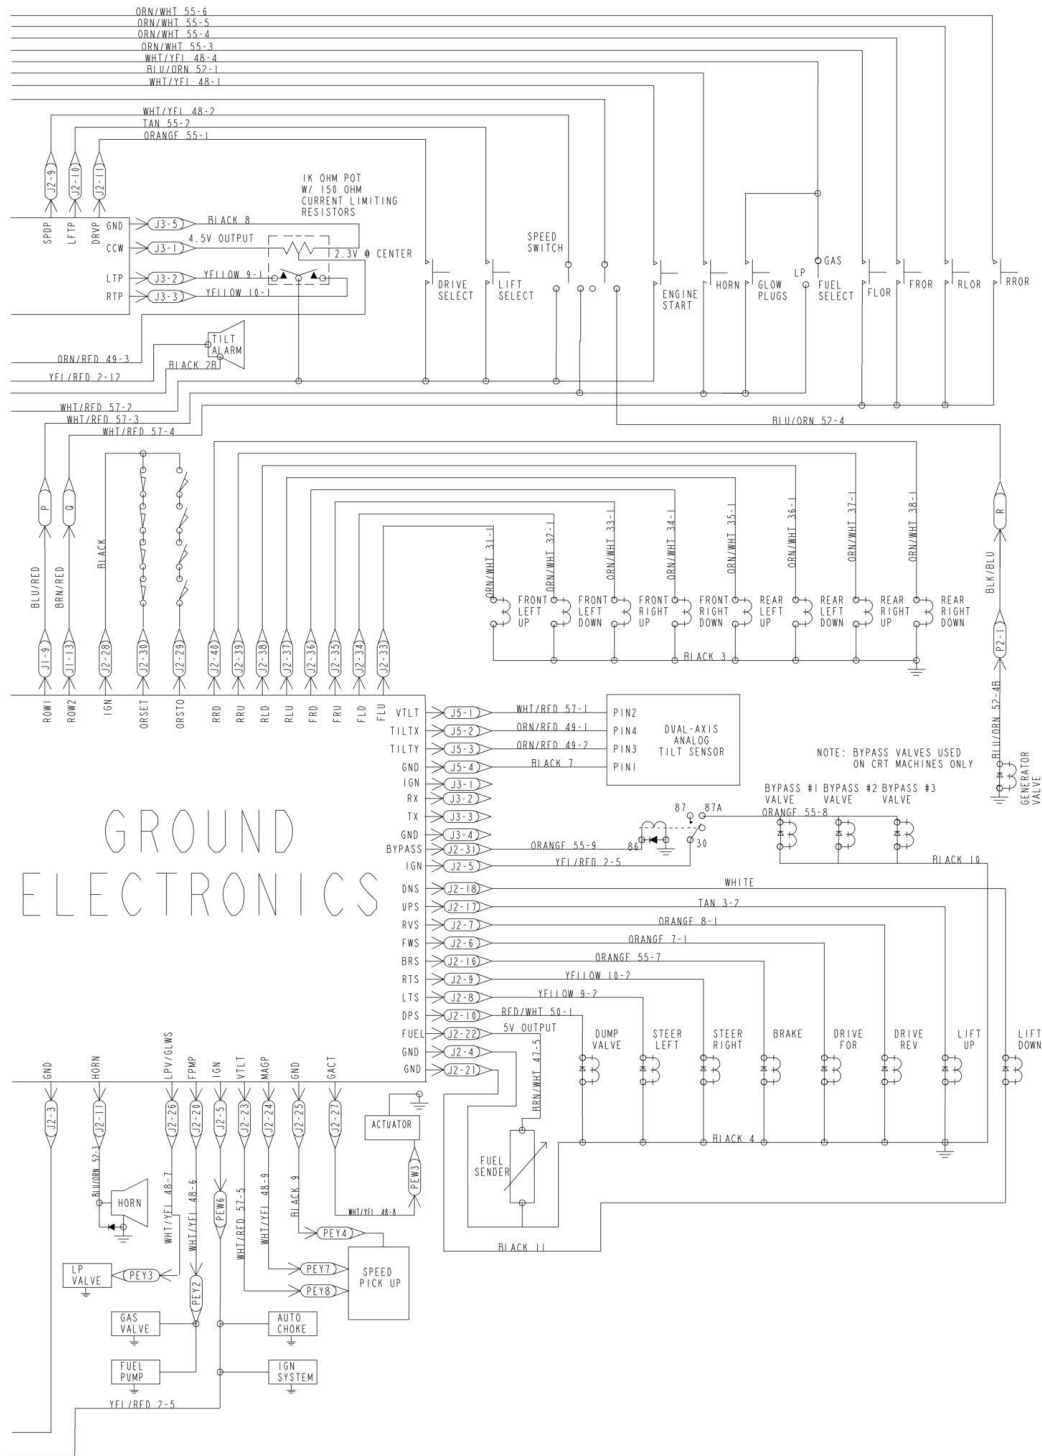 ORN/WHT 55-6
ORN/WHT 55-5
ORN/WHT 55-4
ORN/WHT 55-3
WHT/YEL 48-4
BLU/ORN 52-1
WHT/YEL 48-1
WHT/YEL 48-2
TAN 55-2
ORANGE 55-1
J2-9
J2-10
J2-11
SPDP
LFTP
DRVP
1K OHM POT
W/ 150 OHM
CURRENT LIMITING
RESISTORS
GND
J3-5
BLACK 8
CCW
J3-1
4.5V OUTPUT
2.3V @ CENTER
LTP
J3-2
YELLOW 9-1
RTP
J3-3
YELLOW 10-1
DRIVE
SELECT
LIFT
SELECT
SPEED
SWITCH
ENGINE
START
HORN
GLOW
PLUGS
GAS
LP
FUEL
SELECT
FLOR
FROR
RLOR
RROR
TILT
ALARM
ORN/RED 49-3
BLACK 2B
YEL/RED 2-12
WHT/RED 57-2
WHT/RED 57-3
WHT/RED 57-4
BLU/ORN 52-4
P
Q
BLACK
BLU/RED
BRN/RED
ORN/WHT 31-1
ORN/WHT 32-1
ORN/WHT 33-1
ORN/WHT 34-1
ORN/WHT 35-1
ORN/WHT 36-1
ORN/WHT 37-1
ORN/WHT 38-1
R
BLK/BLU
P2-1
BLU/ORN 52-4B
GENERATOR
VALVE
FRONT
LEFT
UP
FRONT
LEFT
DOWN
FRONT
RIGHT
UP
FRONT
RIGHT
DOWN
REAR
LEFT
UP
REAR
LEFT
DOWN
REAR
RIGHT
UP
REAR
RIGHT
DOWN
BLACK 3
J1-9
J1-13
J2-28
J2-30
J2-29
J2-40
J2-39
J2-38
J2-37
J2-36
J2-35
J2-34
J2-33
ROW1
ROW2
IGN
ORSET
ORSTO
RRD
RRU
RLD
RLU
FRD
FRU
FLD
FLU
VTLT
J5-1
WHT/RED 57-1
PIN2
TILTX
J5-2
ORN/RED 49-1
PIN4
TILTY
J5-3
ORN/RED 49-2
PIN3
GND
J5-4
BLACK 7
PIN1
DUAL-AXIS
ANALOG
TILT SENSOR
IGN
J3-1
RX
J3-2
TX
J3-3
GND
J3-4
NOTE: BYPASS VALVES USED
ON CRT MACHINES ONLY
BYPASS #1
VALVE
BYPASS #2
VALVE
BYPASS #3
VALVE
ORANGE 55-8
87
87A
86
30
BYPASS
J2-31
ORANGE 55-9
IGN
J2-5
YEL/RED 2-5
BLACK 10
GROUND
ELECTRONICS
DNS
J2-18
WHITE
UPS
J2-17
TAN 3-2
RVS
J2-7
ORANGE 8-1
FWS
J2-6
ORANGE 7-1
BRS
J2-16
ORANGE 55-7
RTS
J2-9
YELLOW 10-2
LTS
J2-8
YELLOW 9-2
DPS
J2-10
RED/WHT 50-1
FUEL
J2-22
5V OUTPUT
GND
J2-4
GND
J2-21
BRN/WHT 47-5
DUMP
VALVE
STEER
LEFT
STEER
RIGHT
BRAKE
DRIVE
FOR
DRIVE
REV
LIFT
UP
LIFT
DOWN
BLACK 4
FUEL
SENDER
BLACK 11
GND
HORN
LPV/GLWS
FPMP
IGN
VTLT
MAGP
GND
GACT
J2-3
J2-11
J2-26
J2-20
J2-5
J2-23
J2-24
J2-25
J2-27
ACTUATOR
PEW3
BLU/ORN 52-3
WHT/YEL 48-7
WHT/YEL 48-6
PEW6
WHT/RED 57-5
WHT/YEL 48-9
BLACK 9
WHT/YEL 48-8
HORN
PEY4
PEY7
PEY8
SPEED
PICK UP
LP
VALVE
PEY3
PEY2
GAS
VALVE
AUTO
CHOKE
FUEL
PUMP
IGN
SYSTEM
YEL/RED 2-5